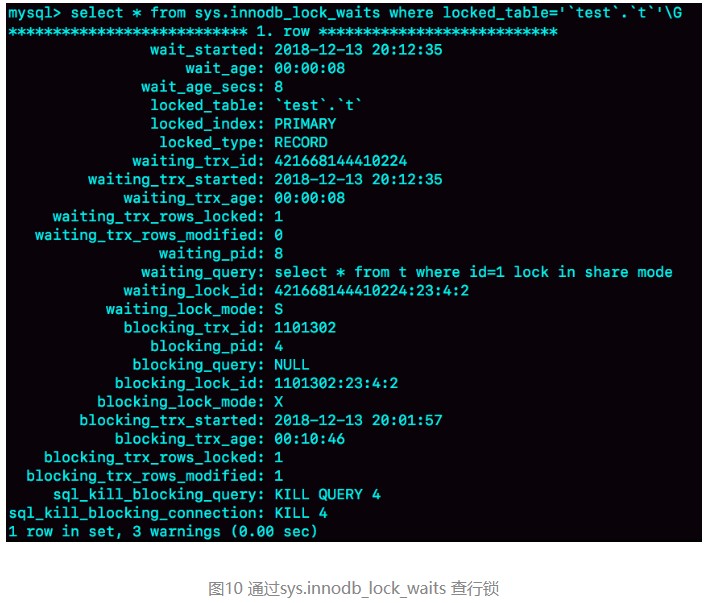 mysql> select * from sys.innodb_lock_waits where locked_table='`test`.`t`'\G
*************************** 1. row ***************************
wait_started: 2018-12-13 20:12:35
wait_age: 00:00:08
wait_age_secs: 8
locked_table: `test`.`t`
locked_index: PRIMARY
locked_type: RECORD
waiting_trx_id: 421668144410224
waiting_trx_started: 2018-12-13 20:12:35
waiting_trx_age: 00:00:08
waiting_trx_rows_locked: 1
waiting_trx_rows_modified: 0
waiting_pid: 8
waiting_query: select * from t where id=1 lock in share mode
waiting_lock_id: 421668144410224:23:4:2
waiting_lock_mode: S
blocking_trx_id: 1101302
blocking_pid: 4
blocking_query: NULL
blocking_lock_id: 1101302:23:4:2
blocking_lock_mode: X
blocking_trx_started: 2018-12-13 20:01:57
blocking_trx_age: 00:10:46
blocking_trx_rows_locked: 1
blocking_trx_rows_modified: 1
sql_kill_blocking_query: KILL QUERY 4
sql_kill_blocking_connection: KILL 4
1 row in set, 3 warnings (0.00 sec)
图10 通过sys.innodb_lock_waits 查行锁